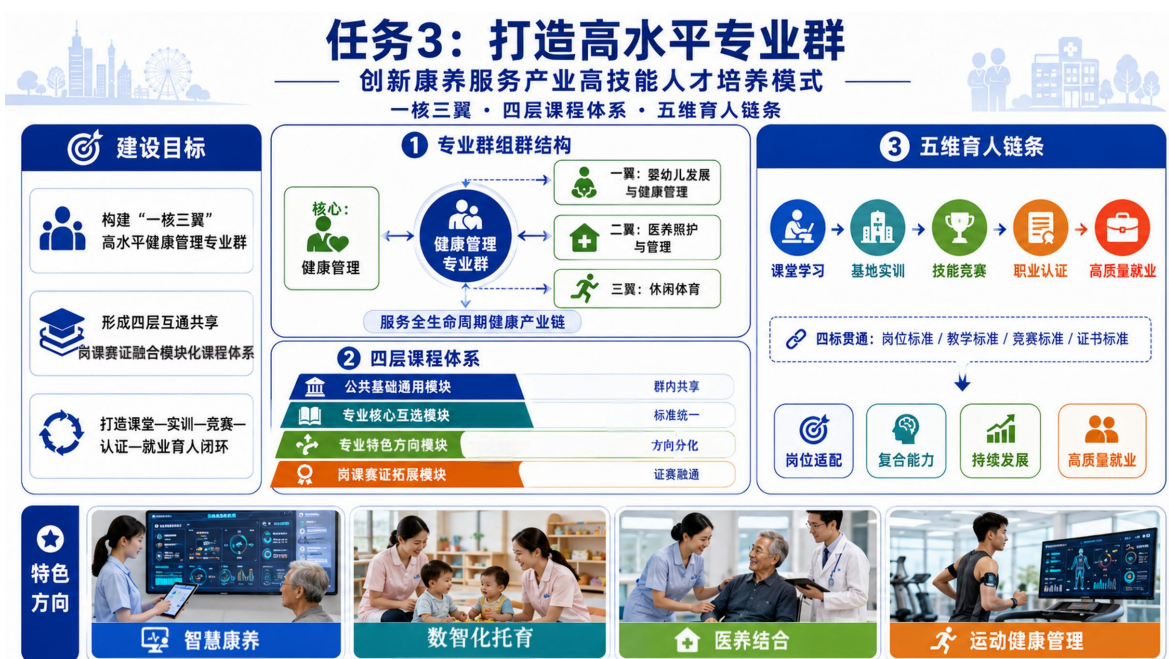 任务3：打造高水平专业群
创新康养服务产业高技能人才培养模式
一核三翼 · 四层课程体系 · 五维育人链条
建设目标
构建“一核三翼”
高水平健康管理专业群
形成四层互通共享
岗课赛证融合模块化课程体系
打造课堂—实训—竞赛—
认证—就业育人闭环
1 专业群组群结构
核心：
健康管理
健康管理
专业群
一翼：婴幼儿发展
与健康管理
二翼：医养照护
与管理
三翼：休闲体育
服务全生命周期健康产业链
2 四层课程体系
公共基础通用模块 群内共享
专业核心互选模块 标准统一
专业特色方向模块 方向分化
岗课赛证拓展模块 证赛融通
3 五维育人链条
课堂学习 基地实训 技能竞赛 职业认证 高质量就业
四标贯通：岗位标准 / 教学标准 / 竞赛标准 / 证书标准
岗位适配 复合能力 持续发展 高质量就业
特色
方向
智慧康养
数智化托育
医养结合
运动健康管理